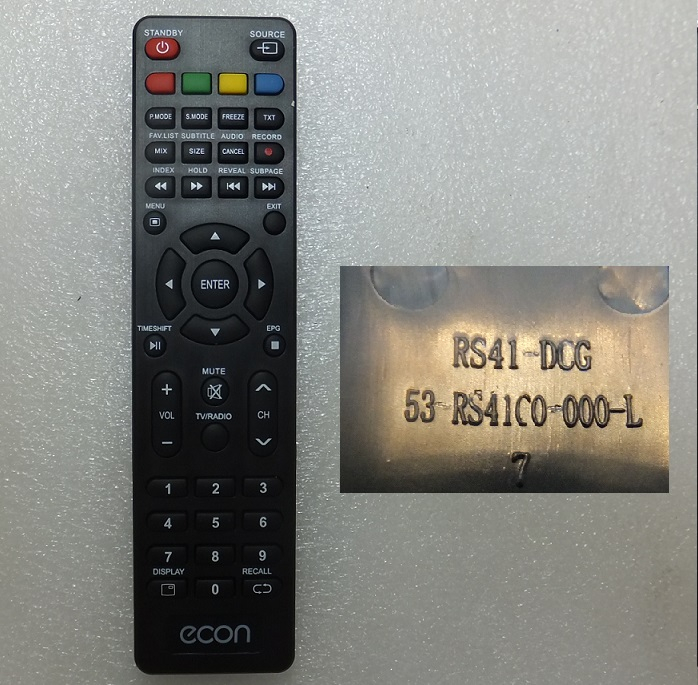 STANDBY SOURCE
P.MODE S.MODE FREEZE TXT
FAV.LIST SUBTITLE AUDIO RECORD
MIX SIZE CANCEL
INDEX HOLD REVEAL SUBPAGE
MENU EXIT
ENTER
TIMESHIFT EPG
MUTE
+
VOL TV/RADIO CH
−
1 2 3
4 5 6
7 8 9
DISPLAY RECALL
0
econ
RS41-DCG
53-RS41C0-000-L
7